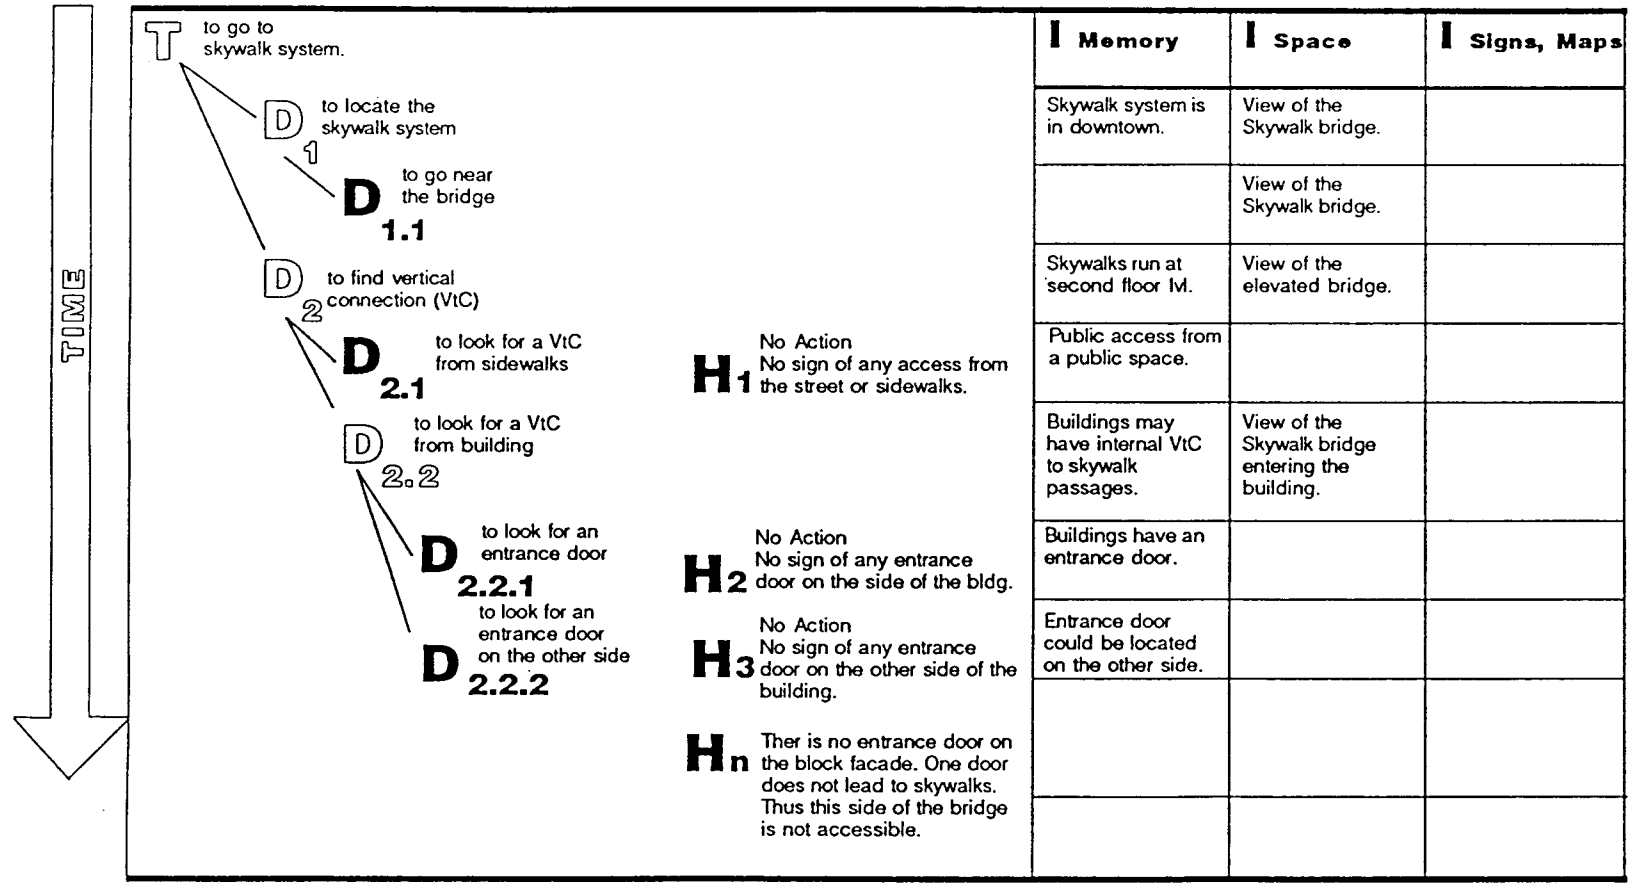 TIME
T to go to
skywalk system.
D1 to locate the
skywalk system
D1.1 to go near
the bridge
D2 to find vertical
connection (VtC)
D2.1 to look for a VtC
from sidewalks
D2.2 to look for a VtC
from building
D2.2.1 to look for an
entrance door
D2.2.2 to look for an
entrance door
on the other side
H1 No Action
No sign of any access from
the street or sidewalks.
H2 No Action
No sign of any entrance
door on the side of the bldg.
H3 No Action
No sign of any entrance
door on the other side of the
building.
Hn Ther is no entrance door on
the block facade. One door
does not lead to skywalks.
Thus this side of the bridge
is not accessible.
I Memory I Space I Signs, Maps
Skywalk system is
in downtown.
View of the
Skywalk bridge.
View of the
Skywalk bridge.
Skywalks run at
second floor lvl.
View of the
elevated bridge.
Public access from
a public space.
Buildings may
have internal VtC
to skywalk
passages.
View of the
Skywalk bridge
entering the
building.
Buildings have an
entrance door.
Entrance door
could be located
on the other side.